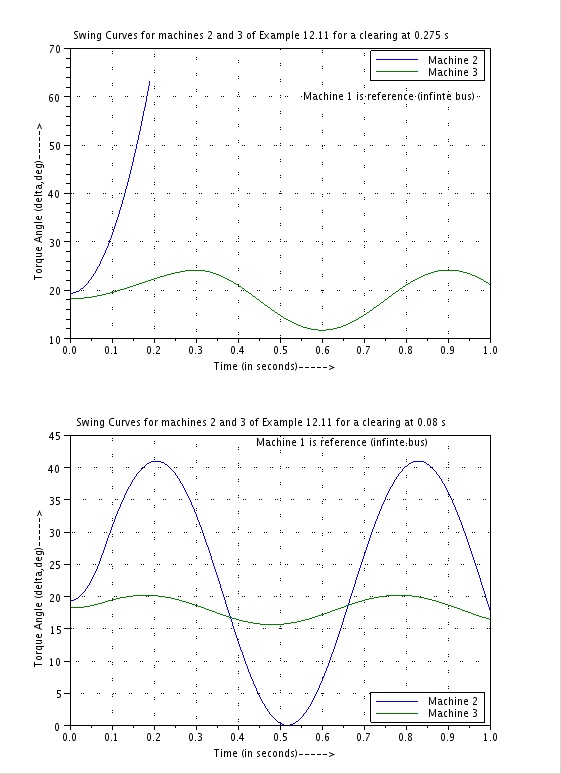 Swing Curves for machines 2 and 3 of Example 12.11 for a clearing at 0.275 s
70
60
50
40
30
20
10
Torque Angle (delta,deg)----->
Machine 2
Machine 3
Machine 1 is reference (infinte bus)
0.0 0.1 0.2 0.3 0.4 0.5 0.6 0.7 0.8 0.9 1.0
Time (in seconds)----->
Swing Curves for machines 2 and 3 of Example 12.11 for a clearing at 0.08 s
Machine 1 is reference (infinte bus)
45
40
35
30
25
20
15
10
5
0
Torque Angle (delta,deg)----->
Machine 2
Machine 3
0.0 0.1 0.2 0.3 0.4 0.5 0.6 0.7 0.8 0.9 1.0
Time (in seconds)----->